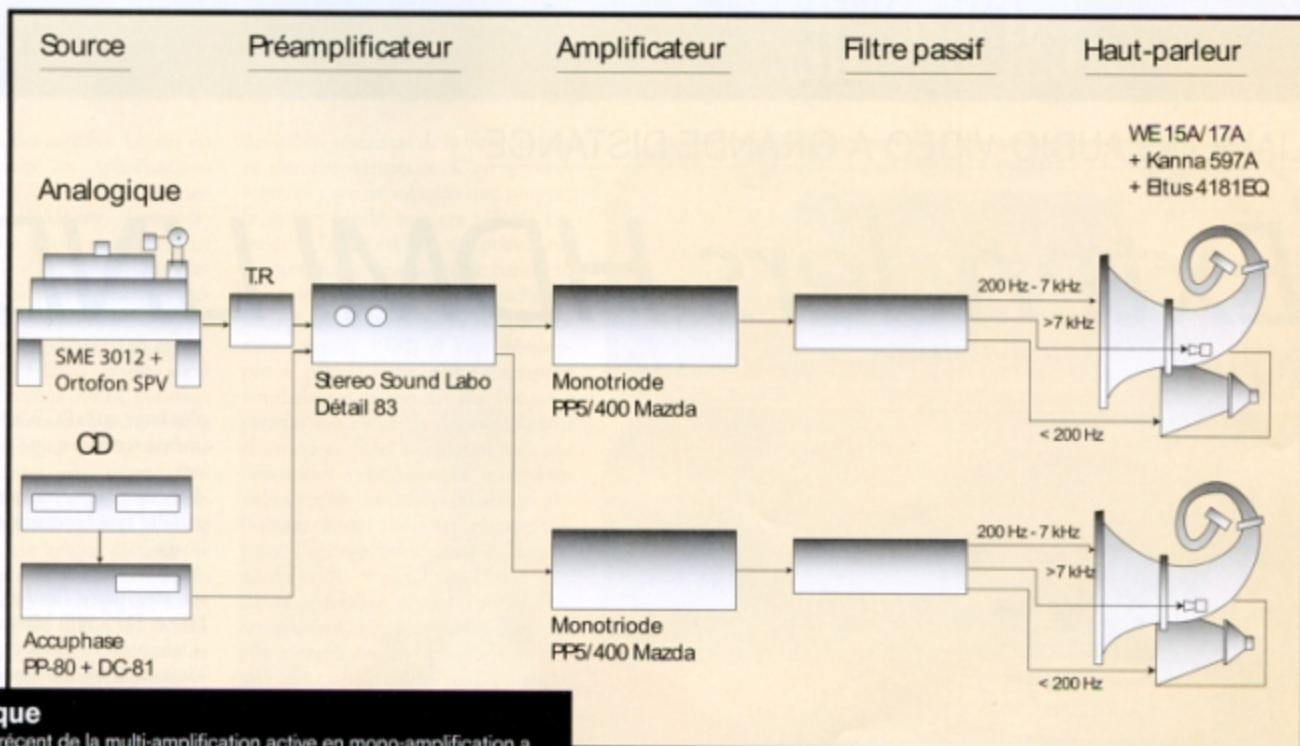 Source
Préamplificateur
Amplificateur
Filtre passif
Haut-parleur
WE15A/17A
+ Kanna 597A
+ Eltus 4181EQ
Analogique
T.R.
SME 3012 +
Ortofon SPV
Stereo Sound Labo
Détail 83
Monotriode
PP5/400 Mazda
200 Hz - 7 kHz
>7 kHz
< 200 Hz
CD
Accuphase
PP-80 + DC-81
Monotriode
PP5/400 Mazda
200 Hz - 7 kHz
>7 kHz
< 200 Hz
que
récent de la multi-amplification active en mono-amplification a